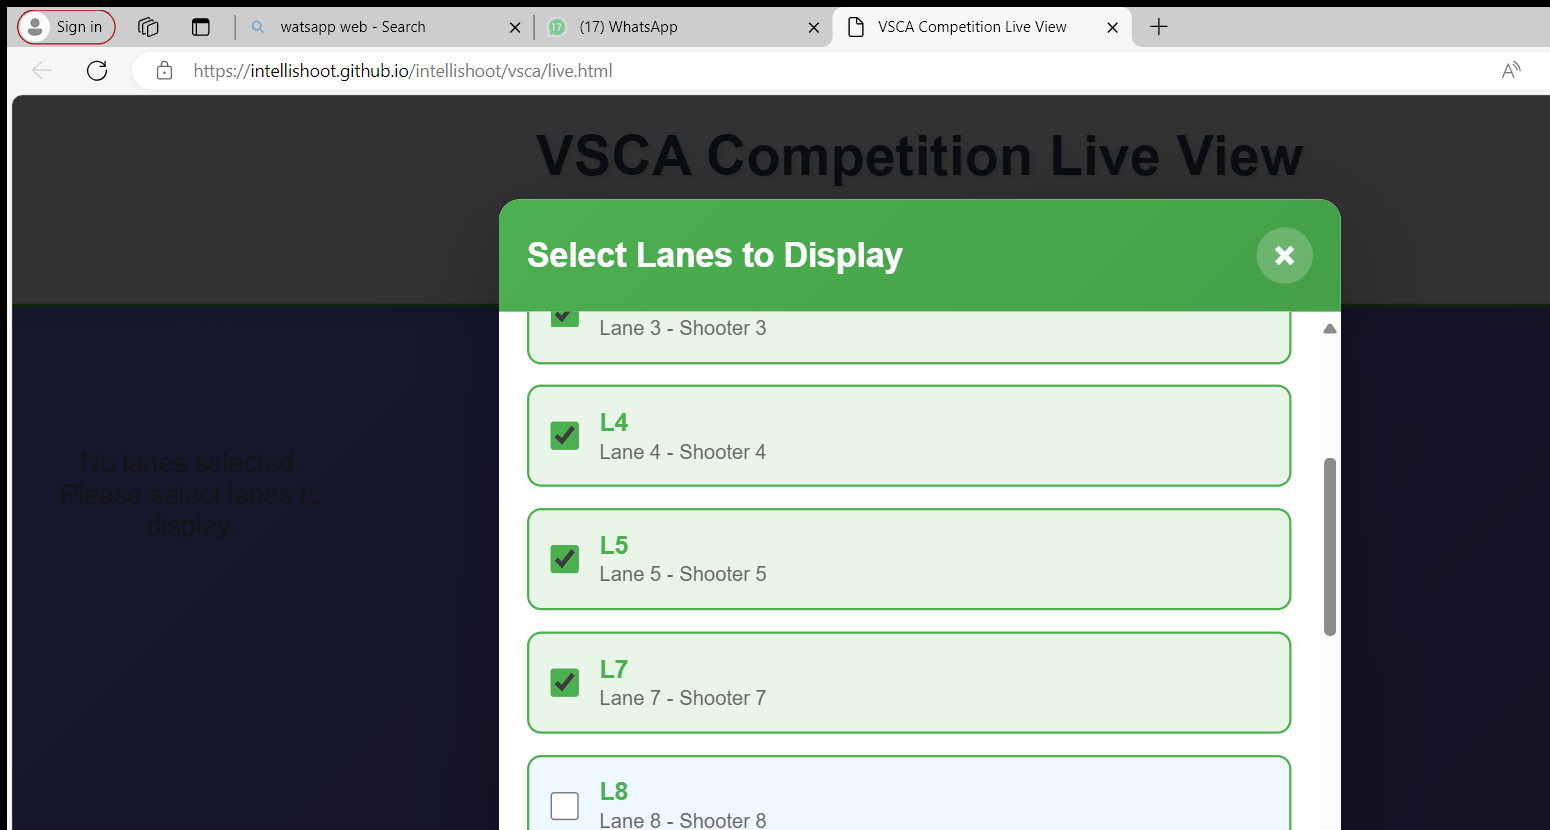 Sign in
watsapp web - Search
17
(17) WhatsApp
VSCA Competition Live View
https://intellishoot.github.io/intellishoot/vsca/live.html
A
VSCA Competition Live View
Select Lanes to Display
Lane 3 - Shooter 3
L4
Lane 4 - Shooter 4
L5
Lane 5 - Shooter 5
L7
Lane 7 - Shooter 7
L8
Lane 8 - Shooter 8
No lanes selected.
Please select lanes to
display.